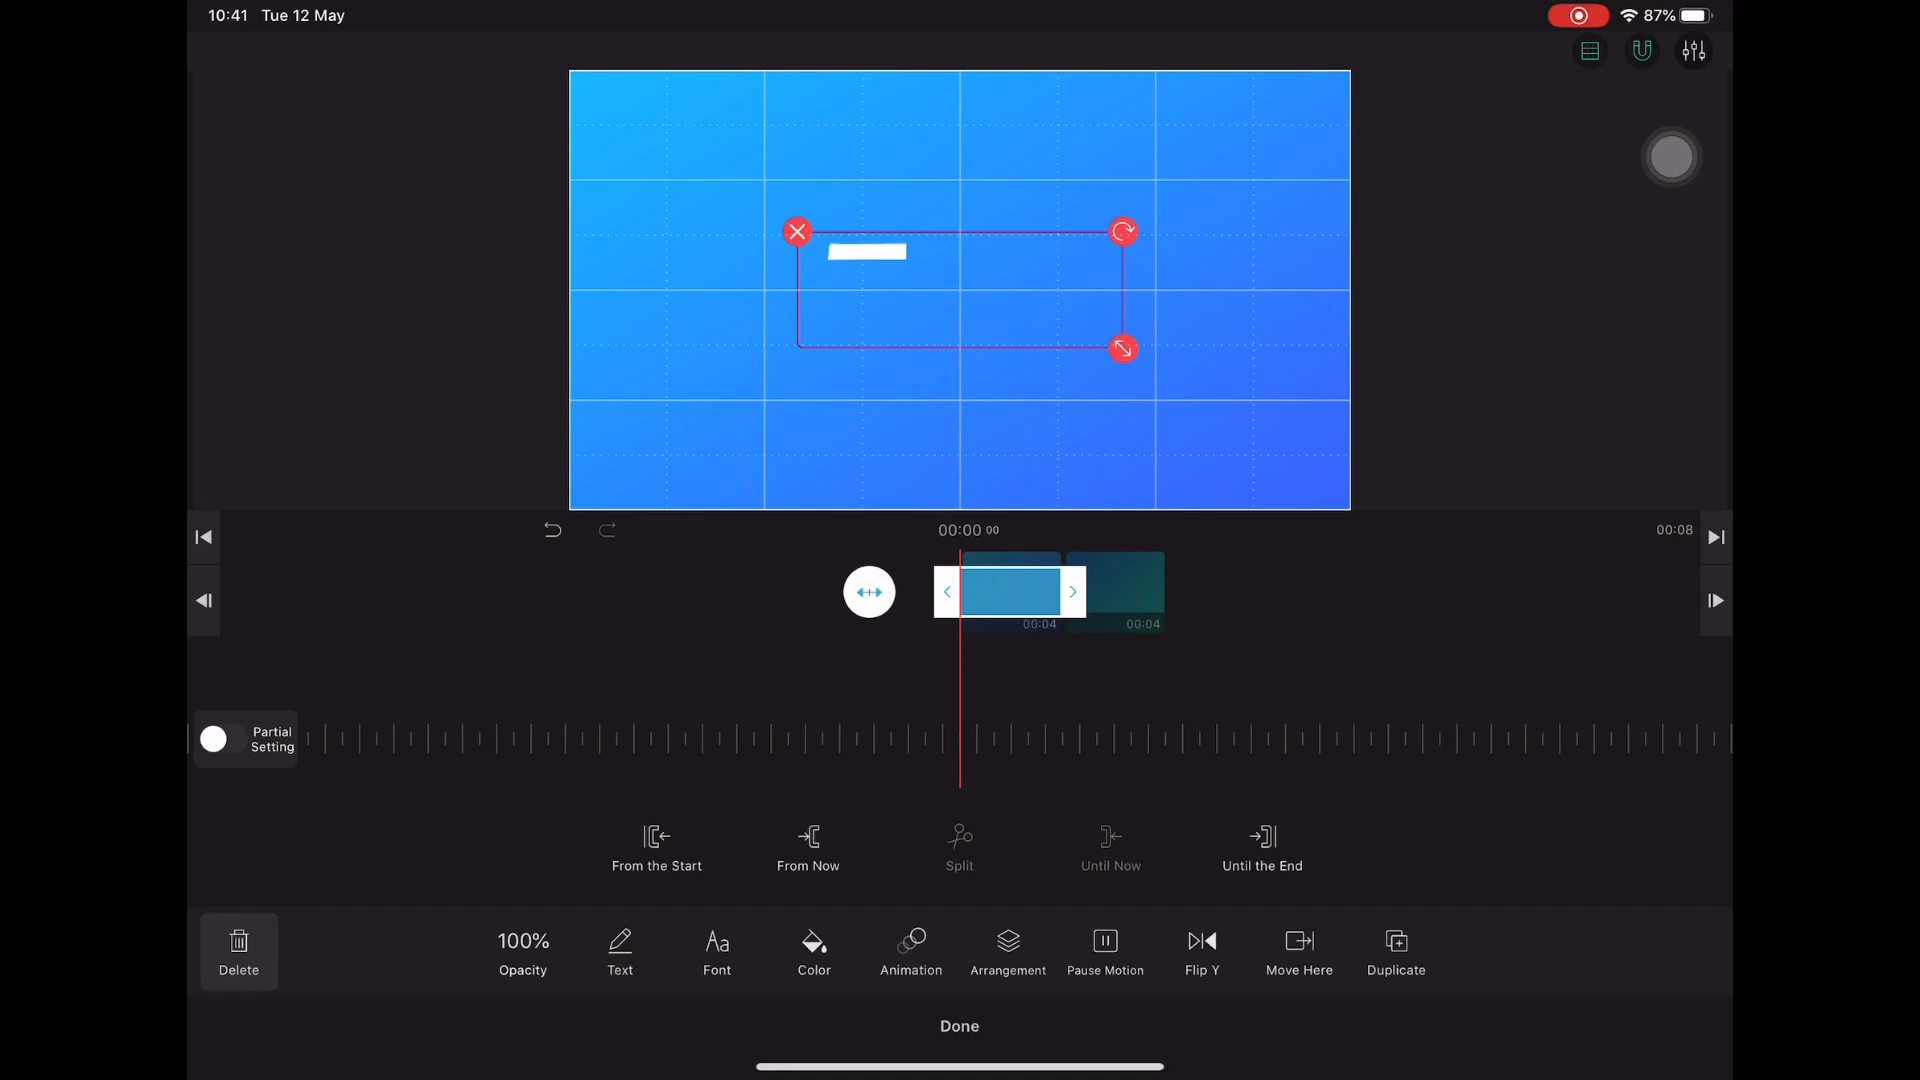 10:41 Tue 12 May
87%
00:00 00
00:08
00:04
00:04
Partial
Setting
From the Start
From Now
Split
Until Now
Until the End
Delete
100%
Opacity
Text
Aa
Font
Color
Animation
Arrangement
Pause Motion
Flip Y
Move Here
Duplicate
Done